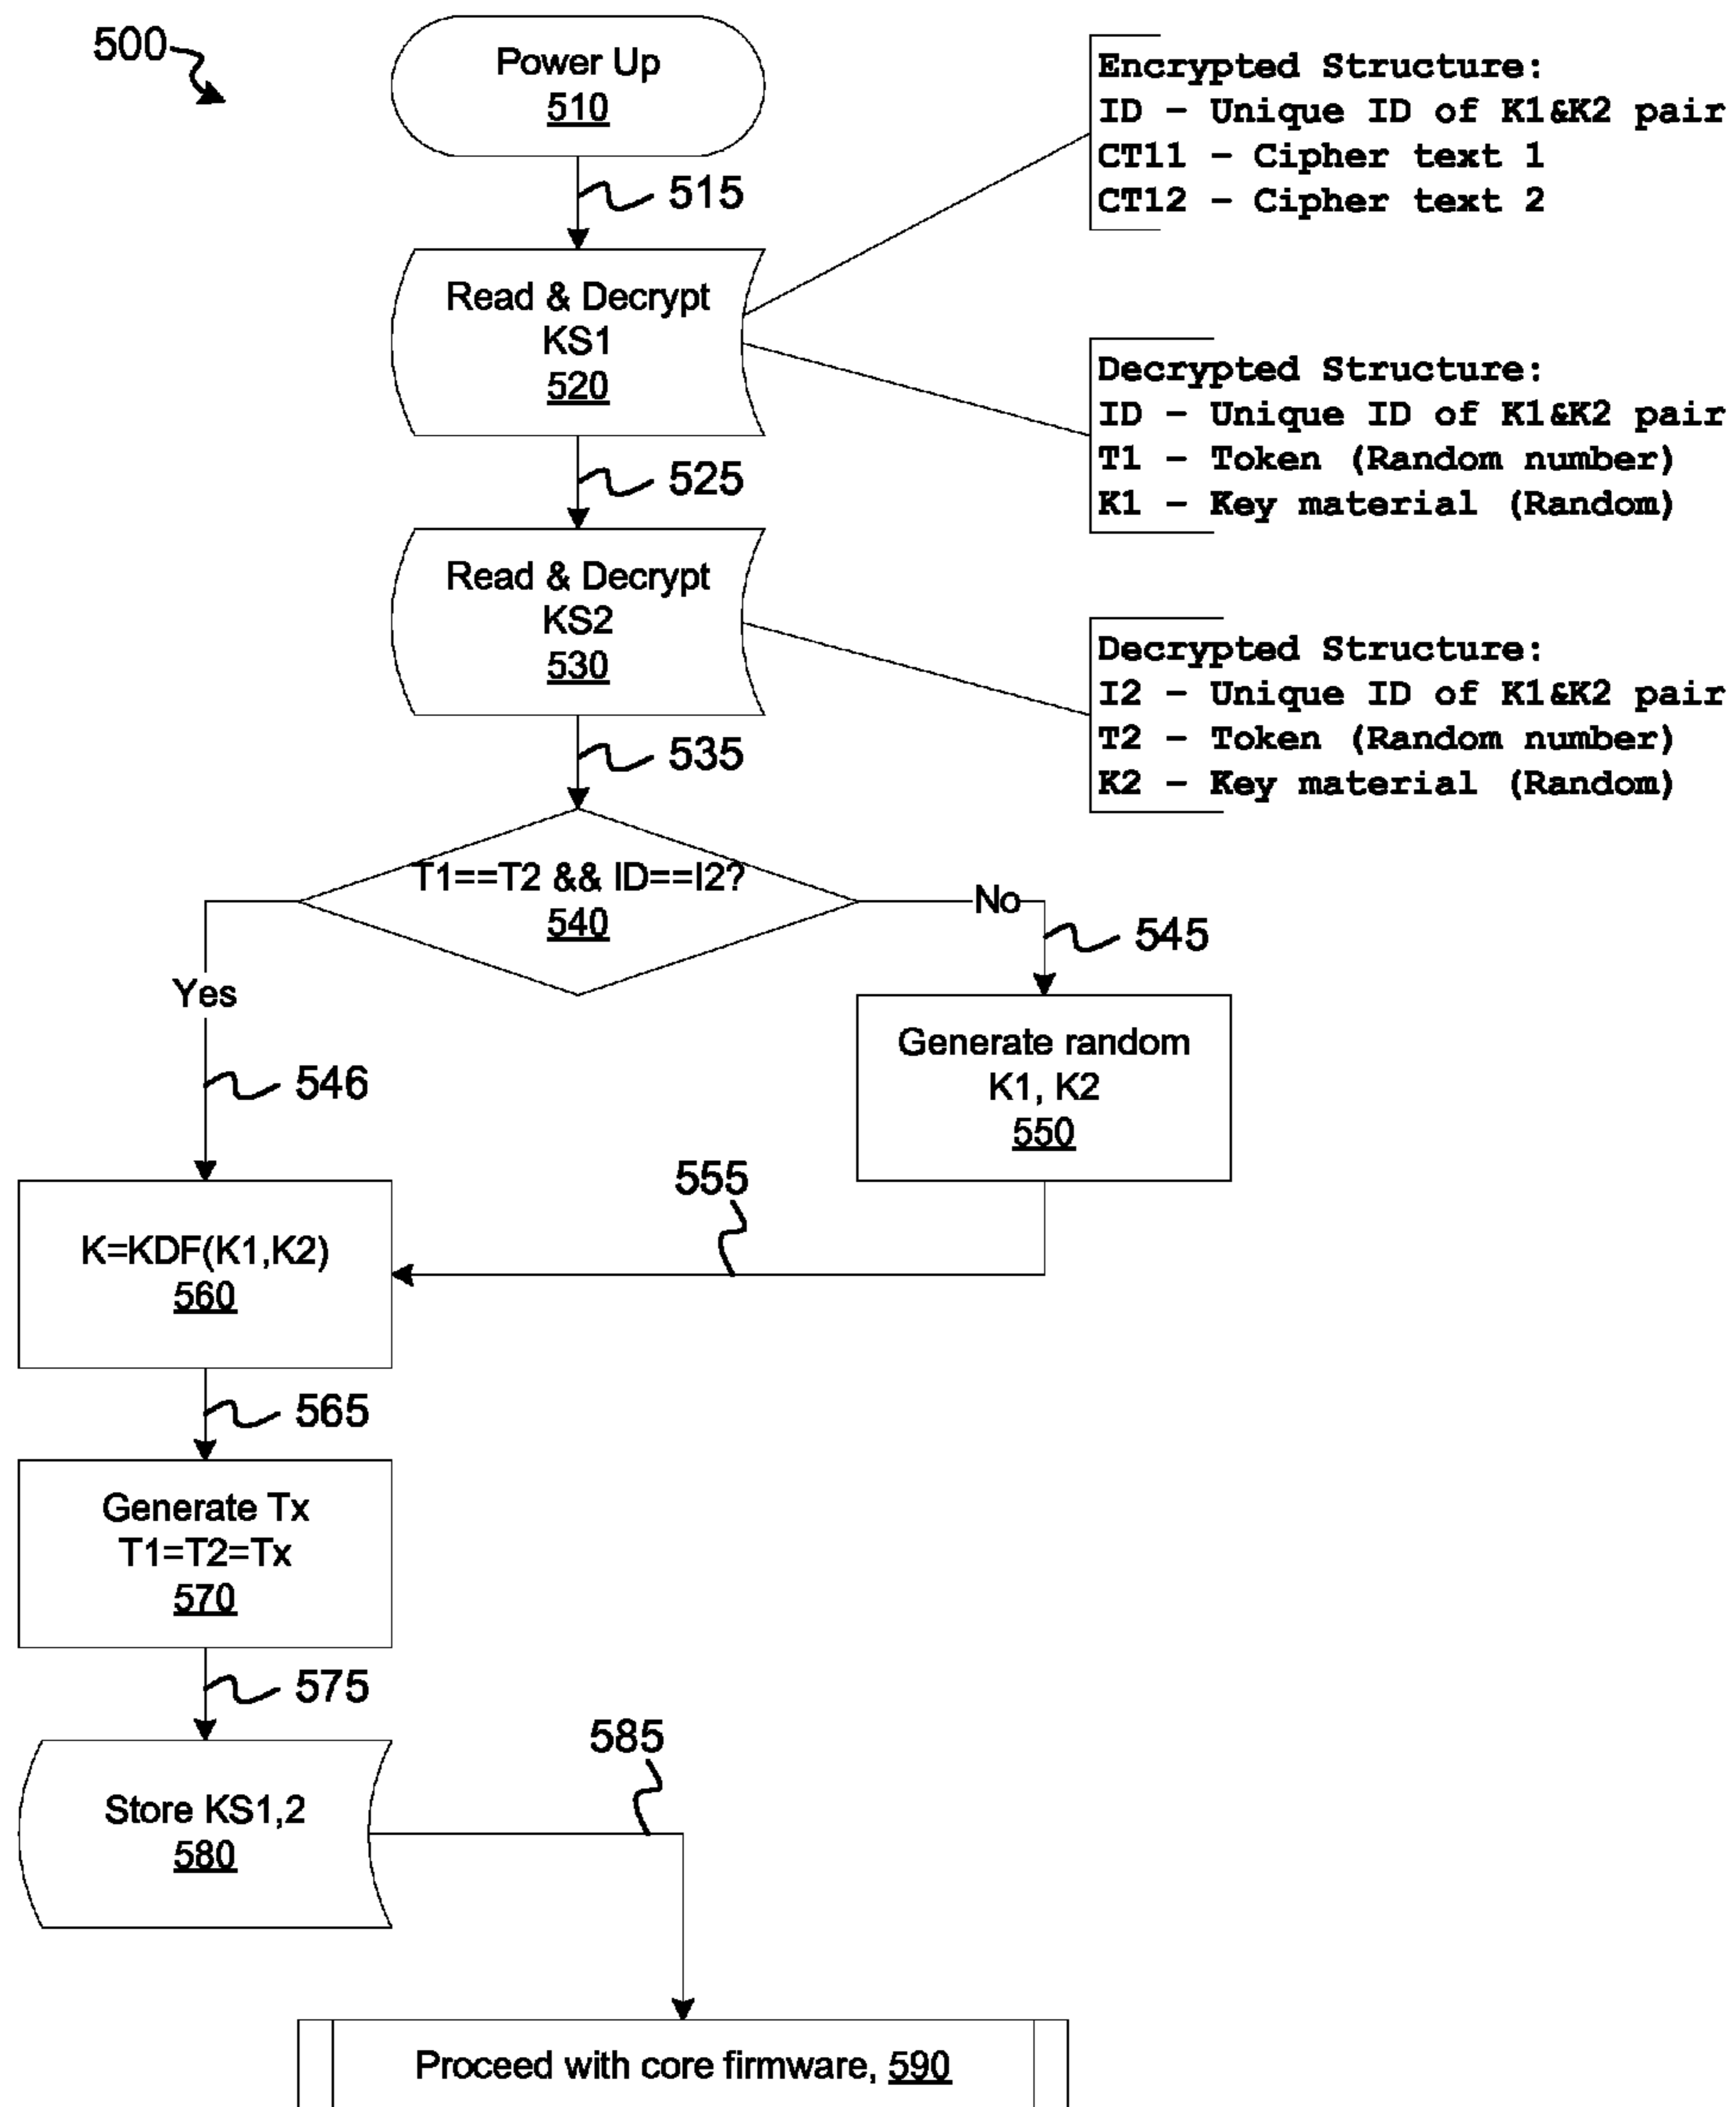 500
Power Up
510
515
Encrypted Structure:
ID – Unique ID of K1&K2 pair
CT11 – Cipher text 1
CT12 – Cipher text 2
Read & Decrypt
KS1
520
Decrypted Structure:
ID – Unique ID of K1&K2 pair
T1 – Token (Random number)
K1 – Key material (Random)
525
Read & Decrypt
KS2
530
Decrypted Structure:
I2 – Unique ID of K1&K2 pair
T2 – Token (Random number)
K2 – Key material (Random)
535
T1==T2 && ID==I2?
540
No
545
Yes
546
Generate random
K1, K2
550
555
K=KDF(K1,K2)
560
565
Generate Tx
T1=T2=Tx
570
575
Store KS1,2
580
585
Proceed with core firmware, 590